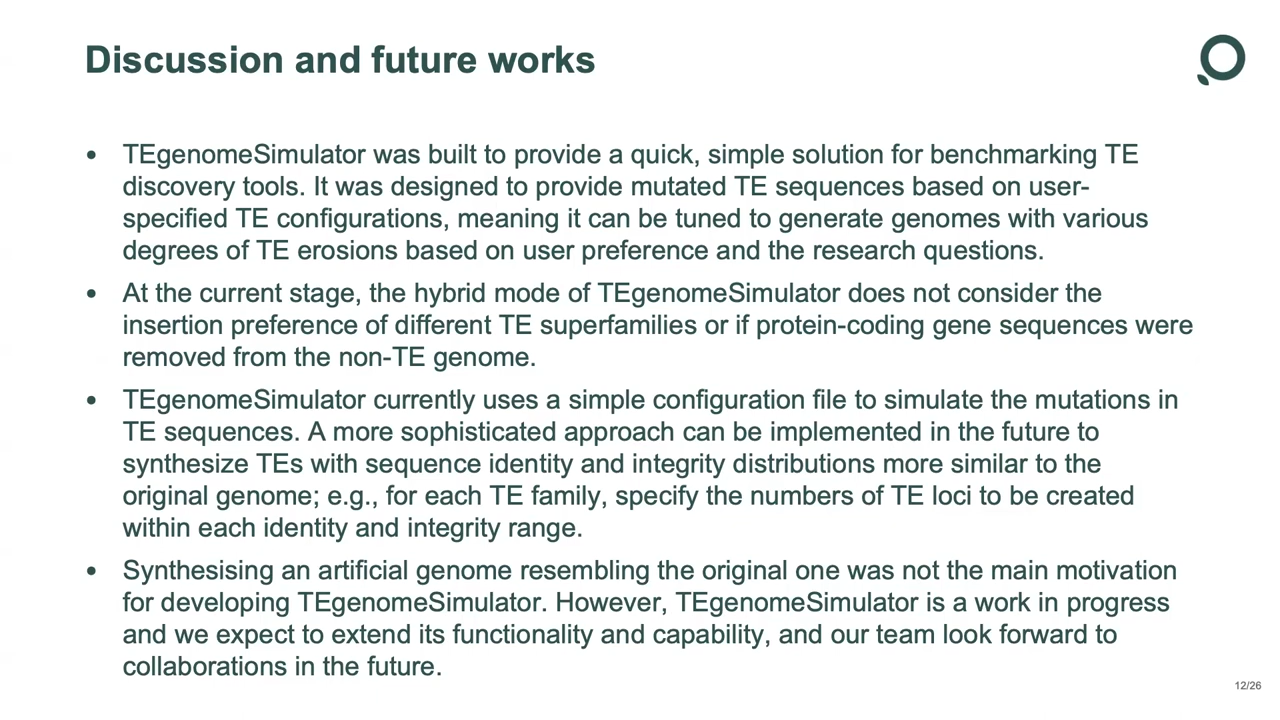 Discussion and future works
• TEgenomeSimulator was built to provide a quick, simple solution for benchmarking TE
discovery tools. It was designed to provide mutated TE sequences based on user-
specified TE configurations, meaning it can be tuned to generate genomes with various
degrees of TE erosions based on user preference and the research questions.
• At the current stage, the hybrid mode of TEgenomeSimulator does not consider the
insertion preference of different TE superfamilies or if protein-coding gene sequences were
removed from the non-TE genome.
• TEgenomeSimulator currently uses a simple configuration file to simulate the mutations in
TE sequences. A more sophisticated approach can be implemented in the future to
synthesize TEs with sequence identity and integrity distributions more similar to the
original genome; e.g., for each TE family, specify the numbers of TE loci to be created
within each identity and integrity range.
• Synthesising an artificial genome resembling the original one was not the main motivation
for developing TEgenomeSimulator. However, TEgenomeSimulator is a work in progress
and we expect to extend its functionality and capability, and our team look forward to
collaborations in the future.
12/26